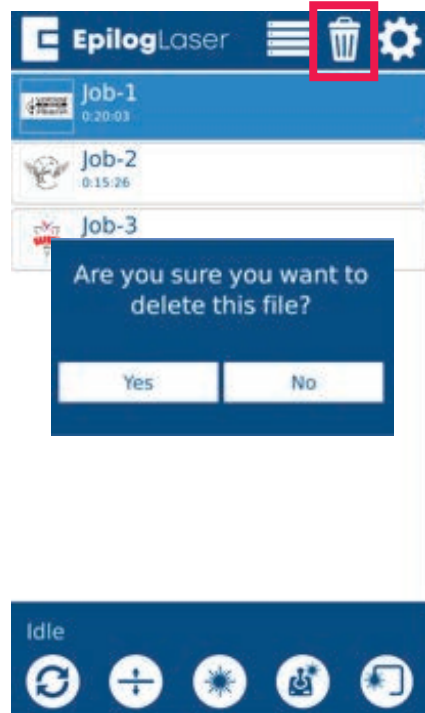 EpilogLaser
Job-1
0:20:03
Job-2
0:15:26
Job-3
Are you sure you want to
delete this file?
Yes
No
Idle